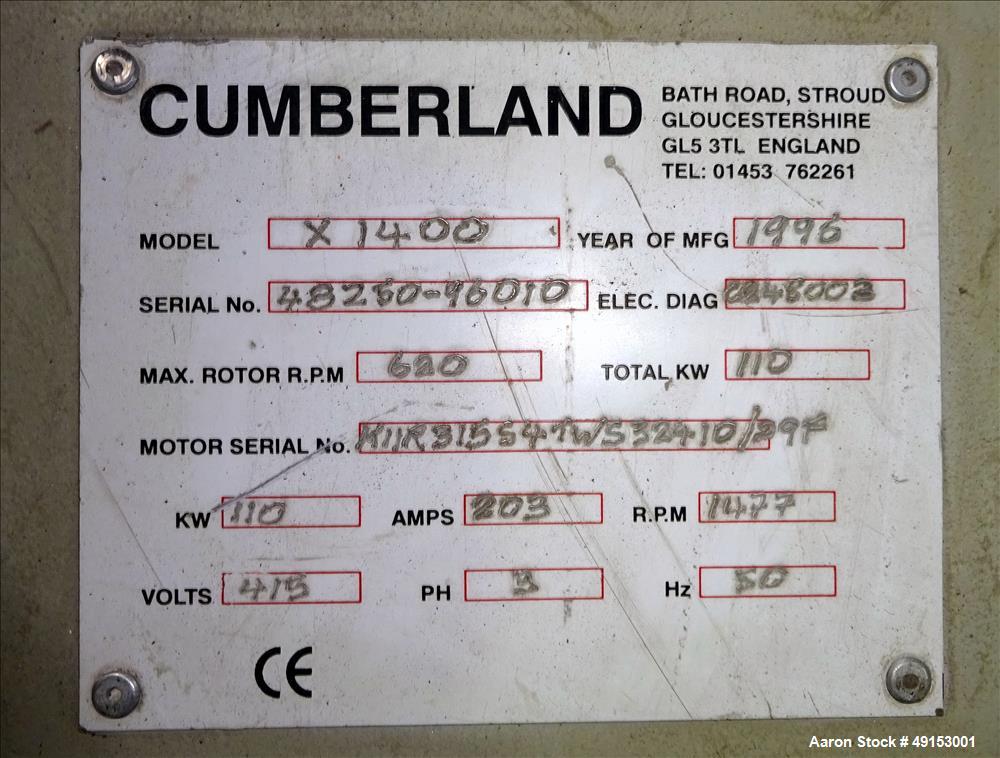 CUMBERLAND
BATH ROAD, STROUD
GLOUCESTERSHIRE
GL5 3TL ENGLAND
TEL: 01453 762261
MODEL X 1400 YEAR OF MFG 1996
SERIAL No. 48250-96010 ELEC. DIAG
MAX. ROTOR R.P.M 620 TOTAL KW 110
MOTOR SERIAL No.
KW 110 AMPS 203 R.P.M 1477
VOLTS 415 PH 3 Hz 50
CE
Aaron Stock # 49153001